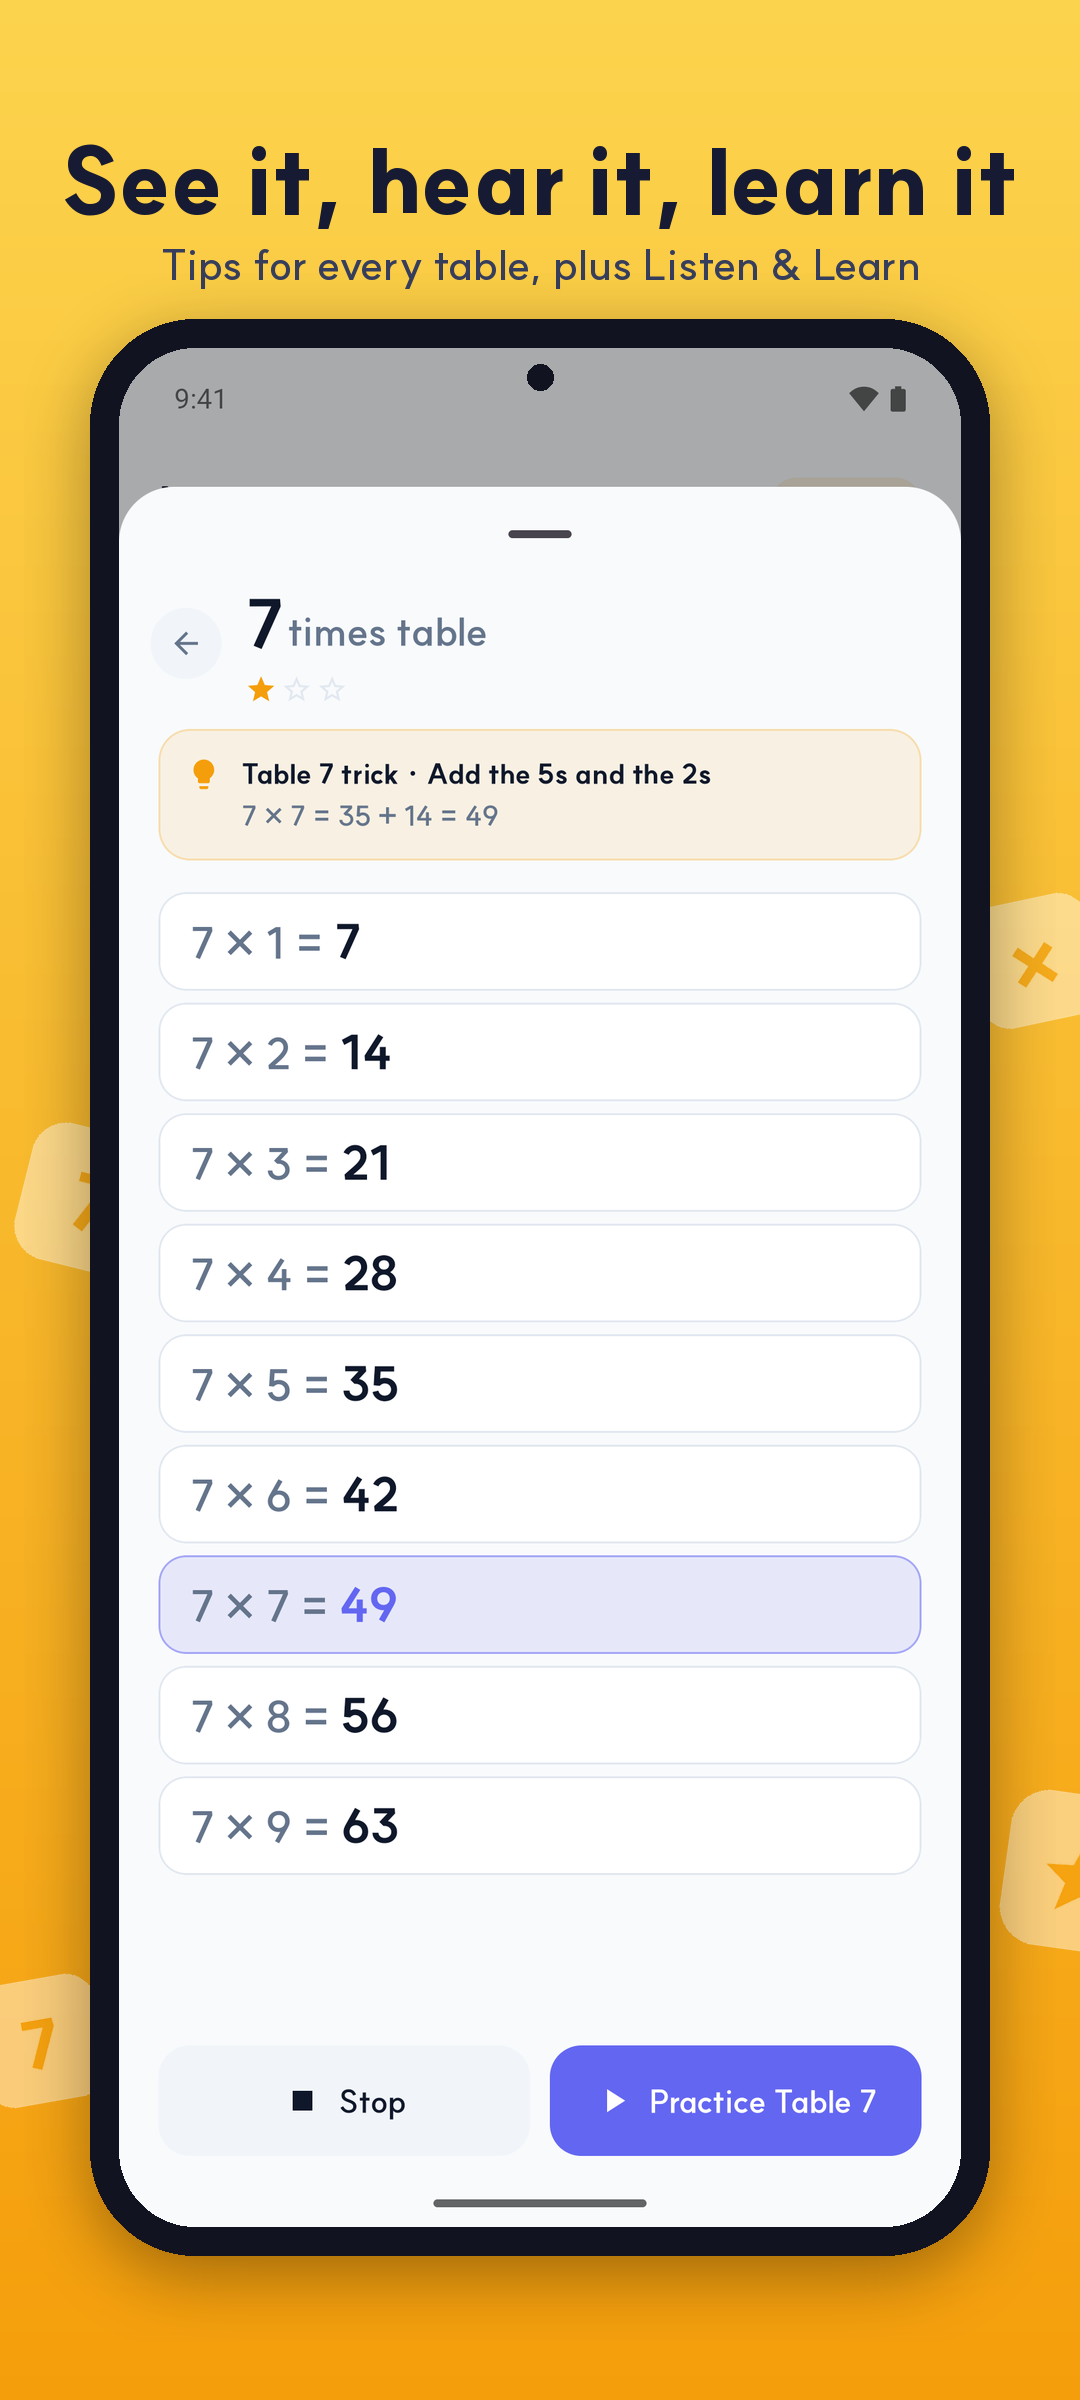 See it, hear it, learn it
Tips for every table, plus Listen & Learn
9:41
7 times table
Table 7 trick · Add the 5s and the 2s
7 × 7 = 35 + 14 = 49
7 × 1 = 7
7 × 2 = 14
7 × 3 = 21
7 × 4 = 28
7 × 5 = 35
7 × 6 = 42
7 × 7 = 49
7 × 8 = 56
7 × 9 = 63
×
7
Stop
Practice Table 7